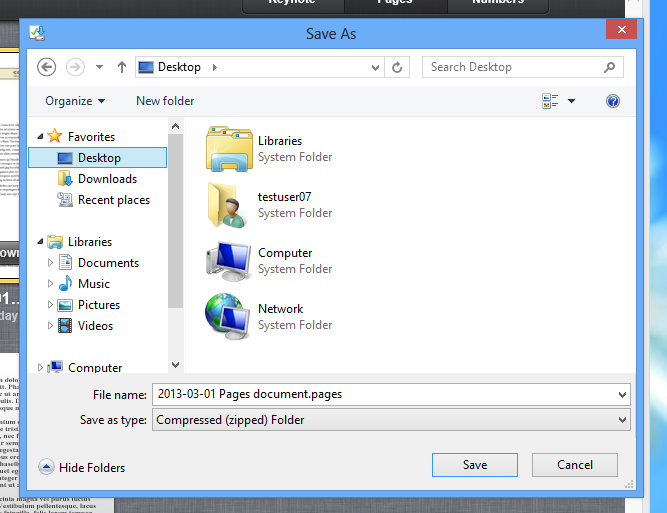 Keynote Pages Numbers
Save As
Desktop
Search Desktop
Organize
New folder
Favorites
Desktop
Downloads
Recent places
Libraries
Documents
Music
Pictures
Videos
Computer
Libraries
System Folder
testuser07
System Folder
Computer
System Folder
Network
System Folder
File name: 2013-03-01 Pages document.pages
Save as type: Compressed (zipped) Folder
Hide Folders
Save
Cancel